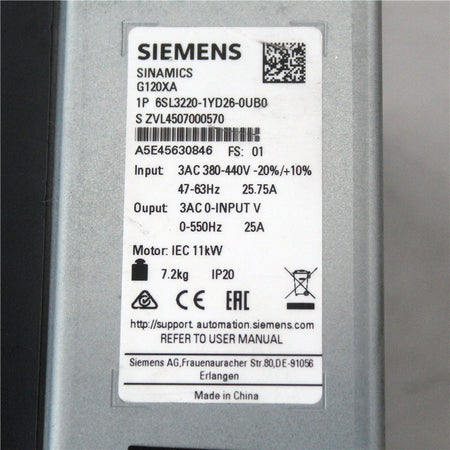 SIEMENS
SINAMICS
G120XA
1P 6SL3220-1YD26-0UB0
S ZVL4507000570
A5E45630846 FS: 01
Input: 3AC 380-440V -20%/+10%
47-63Hz 25.75A
Ouput: 3AC 0-INPUT V
0-550Hz 25A
Motor: IEC 11kW
7.2kg IP20
CE EAC
http://support. automation.siemens.com
REFER TO USER MANUAL
Siemens AG,Frauenauracher Str.80,DE-91056
Erlangen
Made in China